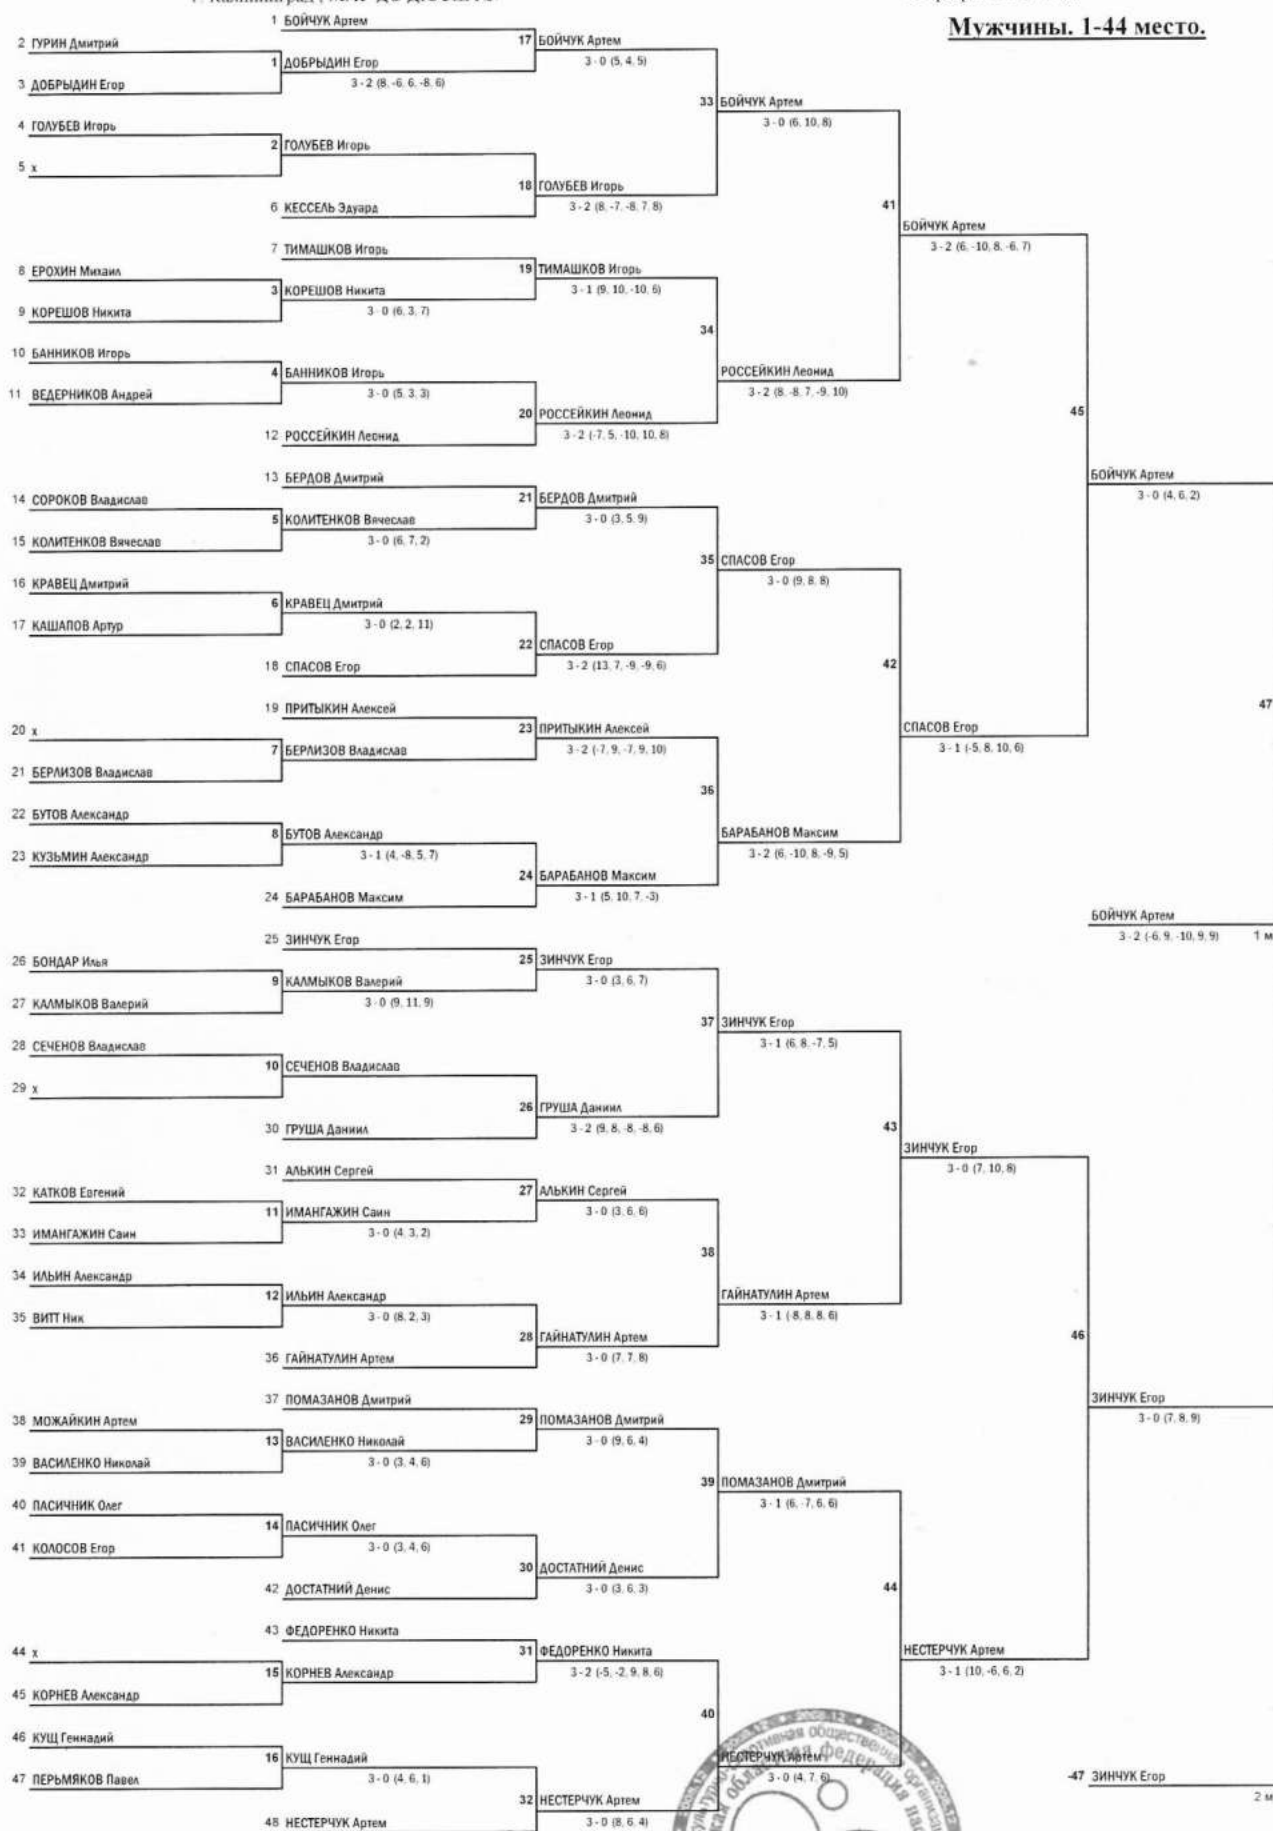 Мужчины. 1-44 место.
1 БОЙЧУК Артем
2 ГУРИН Дмитрий
17 БОЙЧУК Артем
3 - 0 (5, 4, 5)
1 ДОБРЫДИН Егор
3 - 2 (8, -6, 6, -8, 6)
3 ДОБРЫДИН Егор
33 БОЙЧУК Артем
3 - 0 (6, 10, 8)
4 ГОЛУБЕВ Игорь
2 ГОЛУБЕВ Игорь
5 x
18 ГОЛУБЕВ Игорь
3 - 2 (8, -7, -8, 7, 8)
6 КЕССЕЛЬ Эдуард
41
БОЙЧУК Артем
3 - 2 (6, -10, 8, -6, 7)
7 ТИМАШКОВ Игорь
8 ЕРОХИН Михаил
19 ТИМАШКОВ Игорь
3 - 1 (9, 10, -10, 6)
3 КОРЕШОВ Никита
3 - 0 (6, 3, 7)
9 КОРЕШОВ Никита
34
10 БАННИКОВ Игорь
4 БАННИКОВ Игорь
3 - 0 (5, 3, 3)
РОССЕЙКИН Леонид
3 - 2 (8, -8, 7, -9, 10)
11 ВЕДЕРНИКОВ Андрей
20 РОССЕЙКИН Леонид
3 - 2 (-7, 5, -10, 10, 8)
45
12 РОССЕЙКИН Леонид
13 БЕРДОВ Дмитрий
БОЙЧУК Артем
3 - 0 (4, 6, 2)
14 СОРОКОВ Владислав
21 БЕРДОВ Дмитрий
3 - 0 (3, 5, 9)
5 КОЛИТЕНКОВ Вячеслав
3 - 0 (6, 7, 2)
15 КОЛИТЕНКОВ Вячеслав
35 СПАСОВ Егор
3 - 0 (9, 8, 8)
16 КРАВЕЦ Дмитрий
6 КРАВЕЦ Дмитрий
3 - 0 (2, 2, 11)
17 КАШАПОВ Артур
22 СПАСОВ Егор
3 - 2 (13, 7, -9, -9, 6)
18 СПАСОВ Егор
42
47
19 ПРИТЫКИН Алексей
20 x
23 ПРИТЫКИН Алексей
3 - 2 (-7, 9, -7, 9, 10)
СПАСОВ Егор
3 - 1 (-5, 8, 10, 6)
7 БЕРЛИЗОВ Владислав
21 БЕРЛИЗОВ Владислав
36
22 БУТОВ Александр
8 БУТОВ Александр
3 - 1 (4, -8, 5, 7)
БАРАБАНОВ Максим
3 - 2 (6, -10, 8, -9, 5)
23 КУЗЬМИН Александр
24 БАРАБАНОВ Максим
3 - 1 (5, 10, 7, -3)
24 БАРАБАНОВ Максим
БОЙЧУК Артем
3 - 2 (-6, 9, -10, 9, 9) 1 м
25 ЗИНЧУК Егор
26 БОНДАР Илья
25 ЗИНЧУК Егор
3 - 0 (3, 6, 7)
9 КАЛМЫКОВ Валерий
3 - 0 (9, 11, 9)
27 КАЛМЫКОВ Валерий
37 ЗИНЧУК Егор
3 - 1 (6, 8, -7, 5)
28 СЕЧЕНОВ Владислав
10 СЕЧЕНОВ Владислав
29 x
26 ГРУША Даниил
3 - 2 (9, 8, -8, -8, 6)
30 ГРУША Даниил
43
ЗИНЧУК Егор
3 - 0 (7, 10, 8)
31 АЛЬКИН Сергей
32 КАТКОВ Евгений
27 АЛЬКИН Сергей
3 - 0 (3, 6, 6)
11 ИМАНГАЖИН Саин
3 - 0 (4, 3, 2)
33 ИМАНГАЖИН Саин
38
34 ИЛЬИН Александр
12 ИЛЬИН Александр
3 - 0 (8, 2, 3)
ГАЙНАТУЛИН Артем
3 - 1 (-8, 8, 8, 6)
35 ВИТТ Ник
28 ГАЙНАТУЛИН Артем
3 - 0 (7, 7, 8)
46
36 ГАЙНАТУЛИН Артем
37 ПОМАЗАНОВ Дмитрий
ЗИНЧУК Егор
3 - 0 (7, 8, 9)
38 МОЖАЙКИН Артем
29 ПОМАЗАНОВ Дмитрий
3 - 0 (9, 6, 4)
13 ВАСИЛЕНКО Николай
3 - 0 (3, 4, 6)
39 ВАСИЛЕНКО Николай
39 ПОМАЗАНОВ Дмитрий
3 - 1 (6, -7, 6, 6)
40 ПАСИЧНИК Олег
14 ПАСИЧНИК Олег
3 - 0 (3, 4, 6)
41 КОЛОСОВ Егор
30 ДОСТАТНИЙ Денис
3 - 0 (3, 6, 3)
42 ДОСТАТНИЙ Денис
44
43 ФЕДОРЕНКО Никита
44 x
31 ФЕДОРЕНКО Никита
3 - 2 (-5, -2, 9, 8, 6)
НЕСТЕРЧУК Артем
3 - 1 (10, -6, 6, 2)
15 КОРНЕВ Александр
45 КОРНЕВ Александр
40
46 КУЩ Геннадий
16 КУЩ Геннадий
3 - 0 (4, 6, 1)
НЕСТЕРЧУК Артем
3 - 0 (4, 7, 6)
47 ПЕРЬМЯКОВ Павел
-47 ЗИНЧУК Егор
2 м
32 НЕСТЕРЧУК Артем
3 - 0 (8, 6, 4)
48 НЕСТЕРЧУК Артем